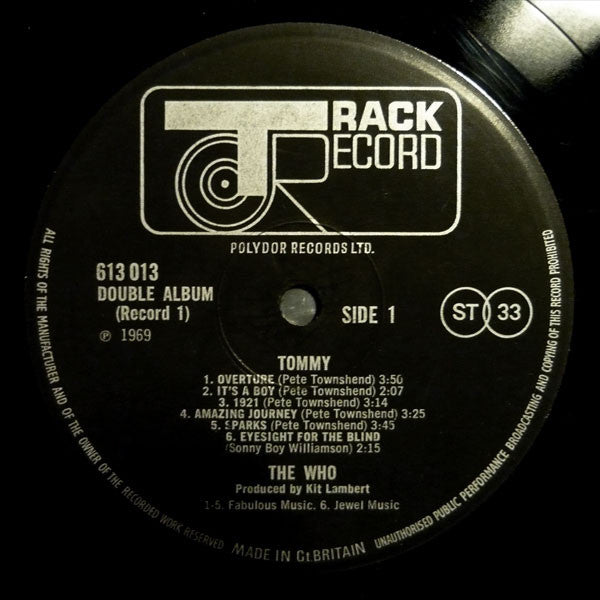 TRACK
RECORD
POLYDOR RECORDS LTD.
613 013
DOUBLE ALBUM
(Record 1)
℗ 1969
SIDE 1
ST 33
TOMMY
1. OVERTURE (Pete Townshend) 3:50
2. IT'S A BOY (Pete Townshend) 2:07
3. 1921 (Pete Townshend) 3:14
4. AMAZING JOURNEY (Pete Townshend) 3:25
5. SPARKS (Pete Townshend) 3:45
6. EYESIGHT FOR THE BLIND
(Sonny Boy Williamson) 2:15
THE WHO
Produced by Kit Lambert
1-5. Fabulous Music. 6. Jewel Music
ALL RIGHTS OF THE MANUFACTURER AND OF THE OWNER OF THE RECORDED WORK RESERVED
MADE IN Gt. BRITAIN
UNAUTHORISED PUBLIC PERFORMANCE BROADCASTING AND COPYING OF THIS RECORD PROHIBITED